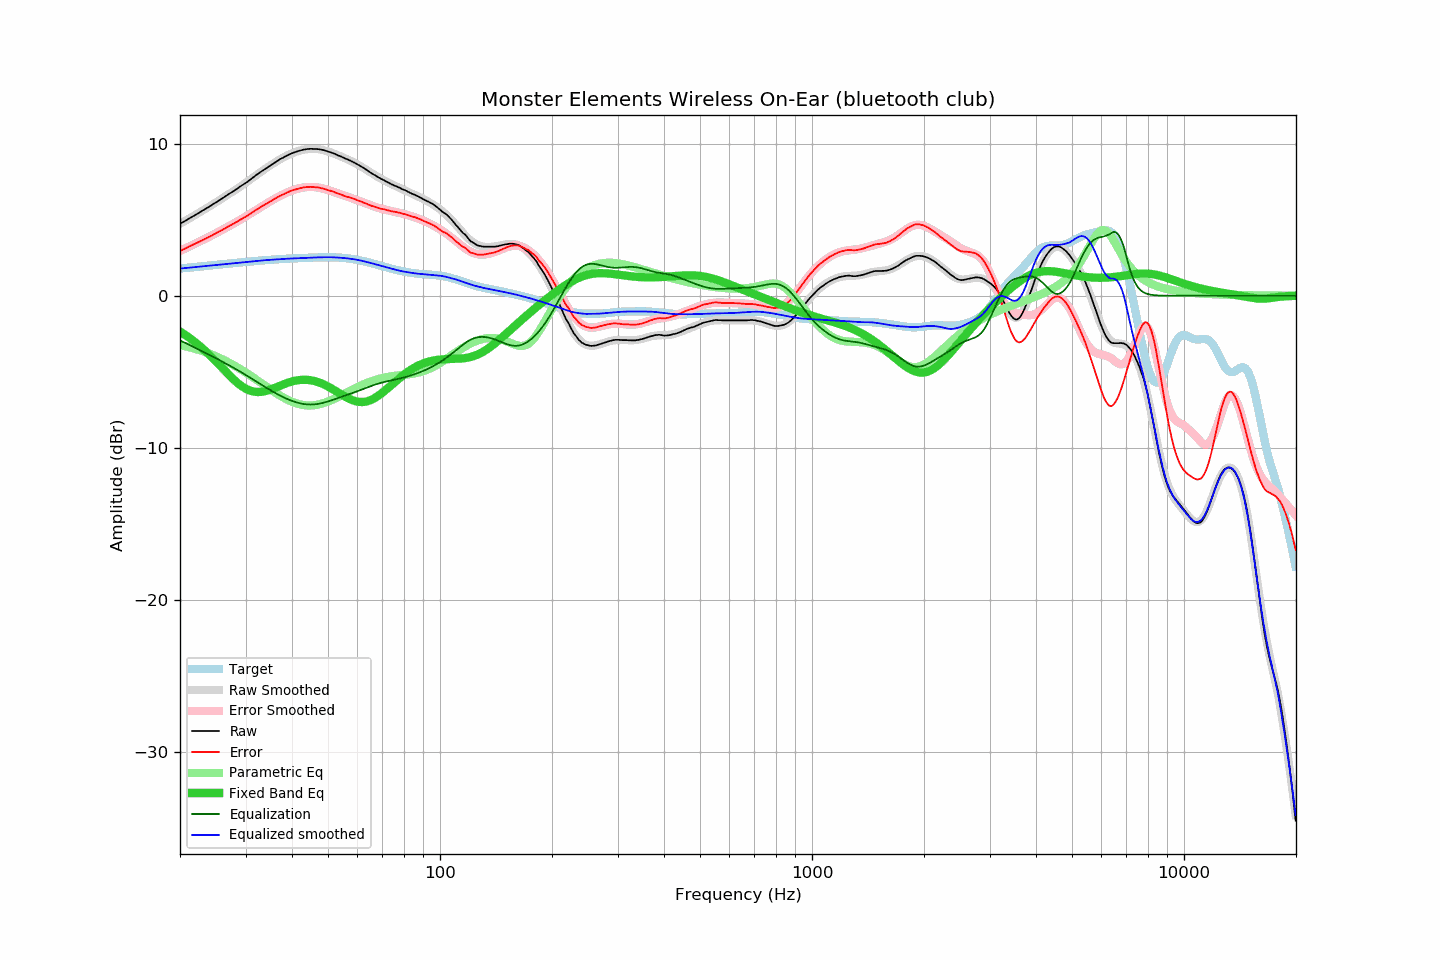 Monster Elements Wireless On-Ear (bluetooth club)
10
0
−10
−20
−30
Amplitude (dBr)
Target
Raw Smoothed
Error Smoothed
Raw
Error
Parametric Eq
Fixed Band Eq
Equalization
Equalized smoothed
100
1000
10000
Frequency (Hz)